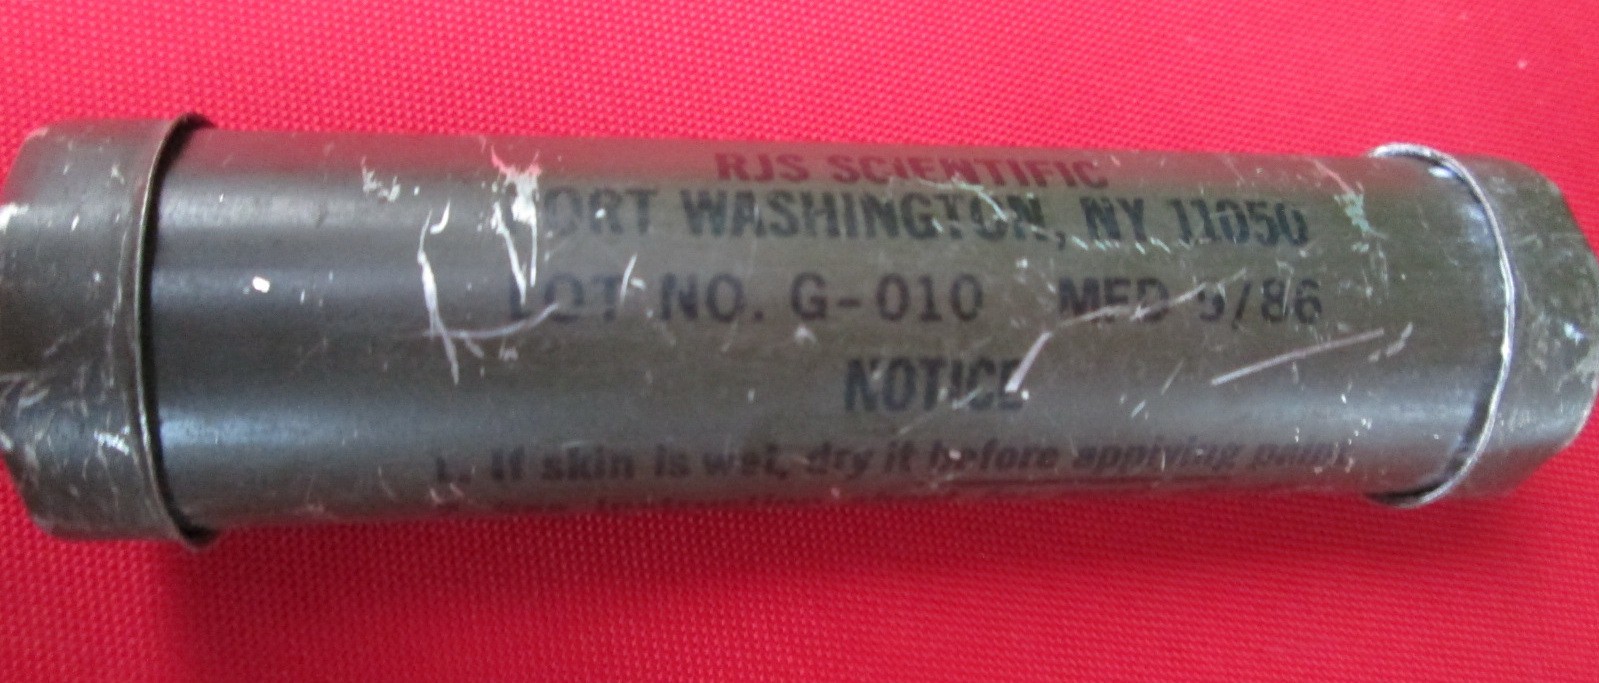 RJS SCIENTIFIC
PORT WASHINGTON, NY 11050
LOT NO. G-010 MFD 9/86
NOTICE
1. If skin is wet, dry it before applying paint.